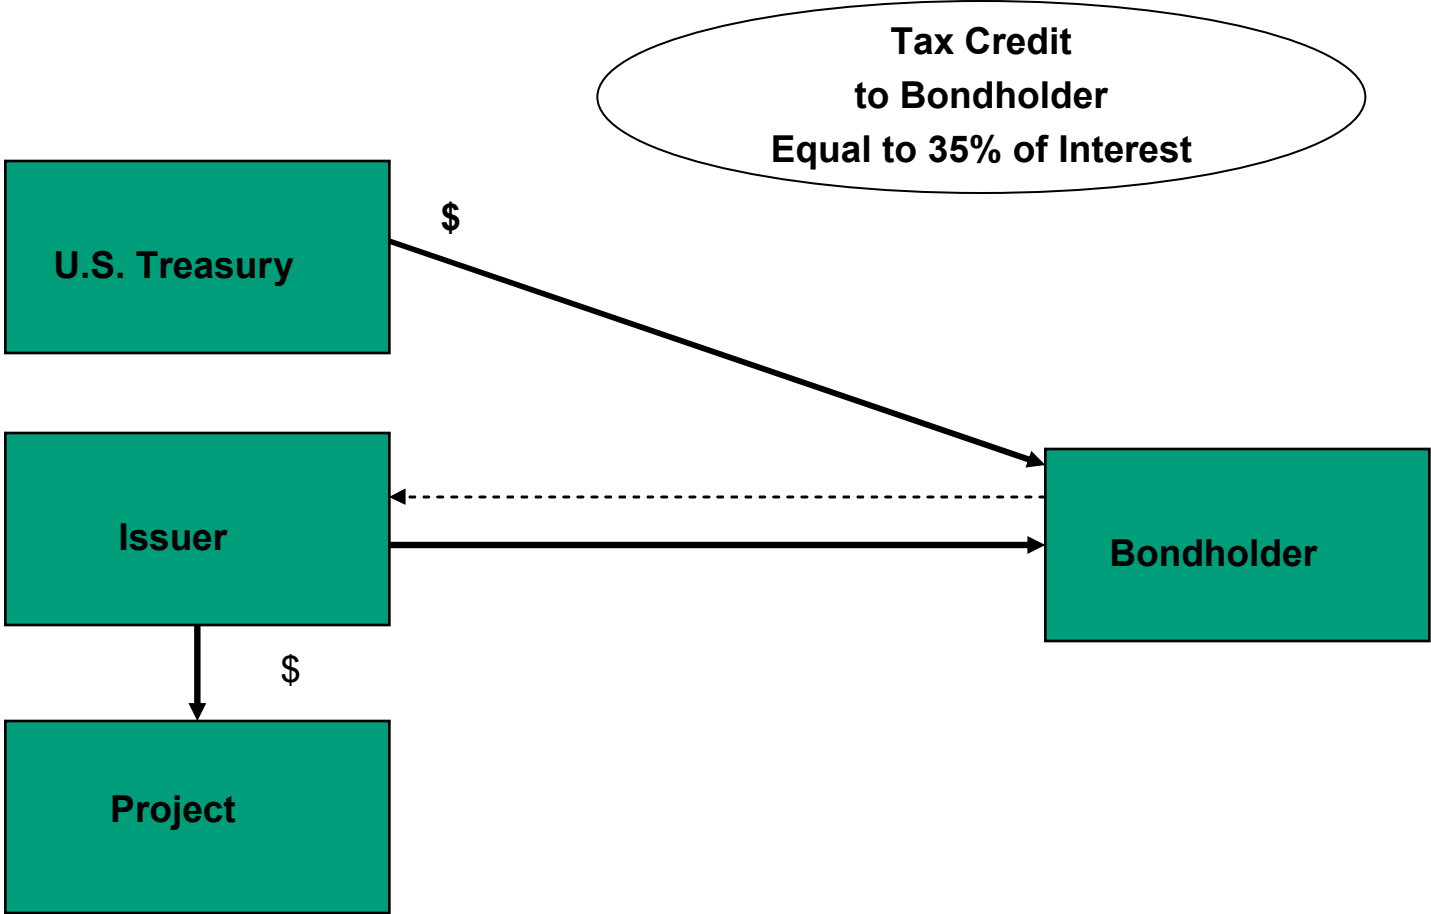 Tax Credit
to Bondholder
Equal to 35% of Interest
$
U.S. Treasury
Issuer
Bondholder
$
Project